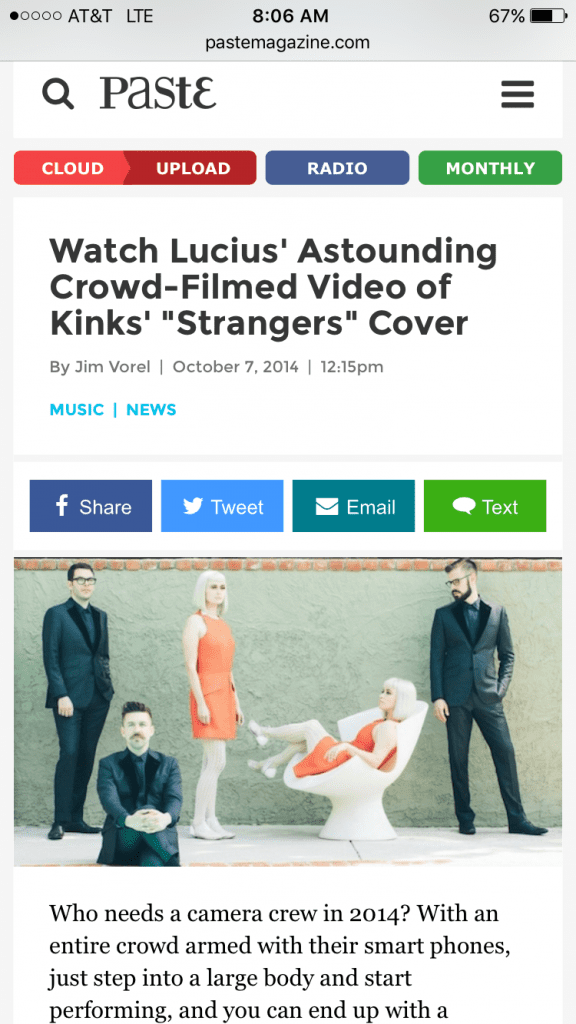 AT&T LTE 8:06 AM 67%
pastemagazine.com
Paste
CLOUD UPLOAD RADIO MONTHLY
Watch Lucius' Astounding
Crowd-Filmed Video of
Kinks' "Strangers" Cover
By Jim Vorel | October 7, 2014 | 12:15pm
MUSIC | NEWS
f Share Tweet Email Text
Who needs a camera crew in 2014? With an
entire crowd armed with their smart phones,
just step into a large body and start
performing, and you can end up with a